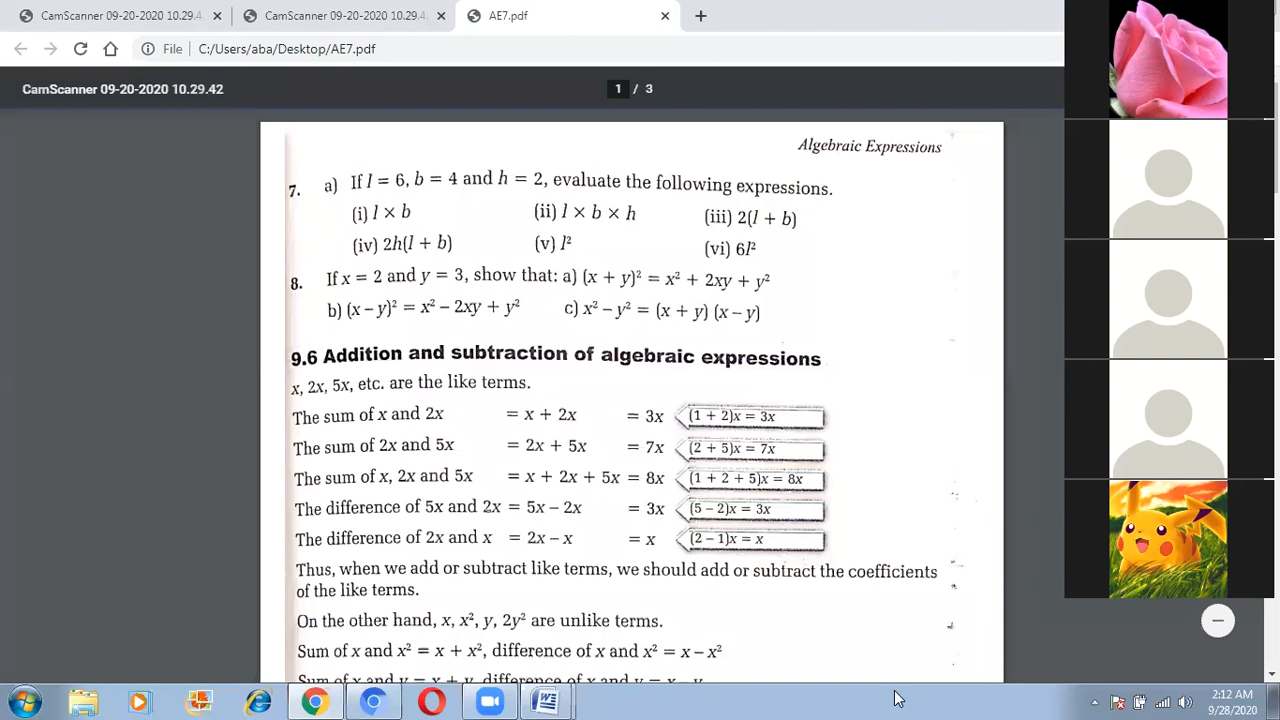 CamScanner 09-20-2020 10.29.4
CamScanner 09-20-2020 10.29.4
AE7.pdf
File C:/Users/aba/Desktop/AE7.pdf
CamScanner 09-20-2020 10.29.42
1 / 3
Algebraic Expressions
7. a) If l = 6, b = 4 and h = 2, evaluate the following expressions.
(i) l × b (ii) l × b × h (iii) 2(l + b)
(iv) 2h(l + b) (v) l² (vi) 6l²
8. If x = 2 and y = 3, show that: a) (x + y)² = x² + 2xy + y²
b) (x – y)² = x² – 2xy + y² c) x² – y² = (x + y) (x – y)
9.6 Addition and subtraction of algebraic expressions
x, 2x, 5x, etc. are the like terms.
The sum of x and 2x = x + 2x = 3x (1 + 2)x = 3x
The sum of 2x and 5x = 2x + 5x = 7x (2 + 5)x = 7x
The sum of x, 2x and 5x = x + 2x + 5x = 8x (1 + 2 + 5)x = 8x
The difference of 5x and 2x = 5x – 2x = 3x (5 – 2)x = 3x
The difference of 2x and x = 2x – x = x (2 – 1)x = x
Thus, when we add or subtract like terms, we should add or subtract the coefficients
of the like terms.
On the other hand, x, x², y, 2y² are unlike terms.
Sum of x and x² = x + x², difference of x and x² = x – x²
Sum of x and y = x + y, difference of x and y = x – y
2:12 AM
9/28/2020